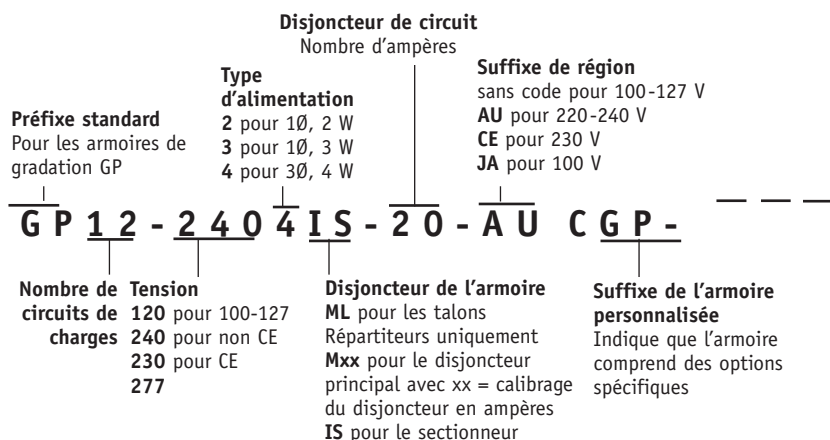 Disjoncteur de circuit
Nombre d'ampères
Type
d'alimentation
2 pour 1Ø, 2 W
3 pour 1Ø, 3 W
4 pour 3Ø, 4 W
Suffixe de région
sans code pour 100-127 V
AU pour 220-240 V
CE pour 230 V
JA pour 100 V
Préfixe standard
Pour les armoires de
gradation GP
GP12-2404IS-20-AU CGP- _ _ _
Nombre de
circuits de
charges
Tension
120 pour 100-127
240 pour non CE
230 pour CE
277
Disjoncteur de l'armoire
ML pour les talons
Répartiteurs uniquement
Mxx pour le disjoncteur
principal avec xx = calibrage
du disjoncteur en ampères
IS pour le sectionneur
Suffixe de l'armoire
personnalisée
Indique que l'armoire
comprend des options
spécifiques